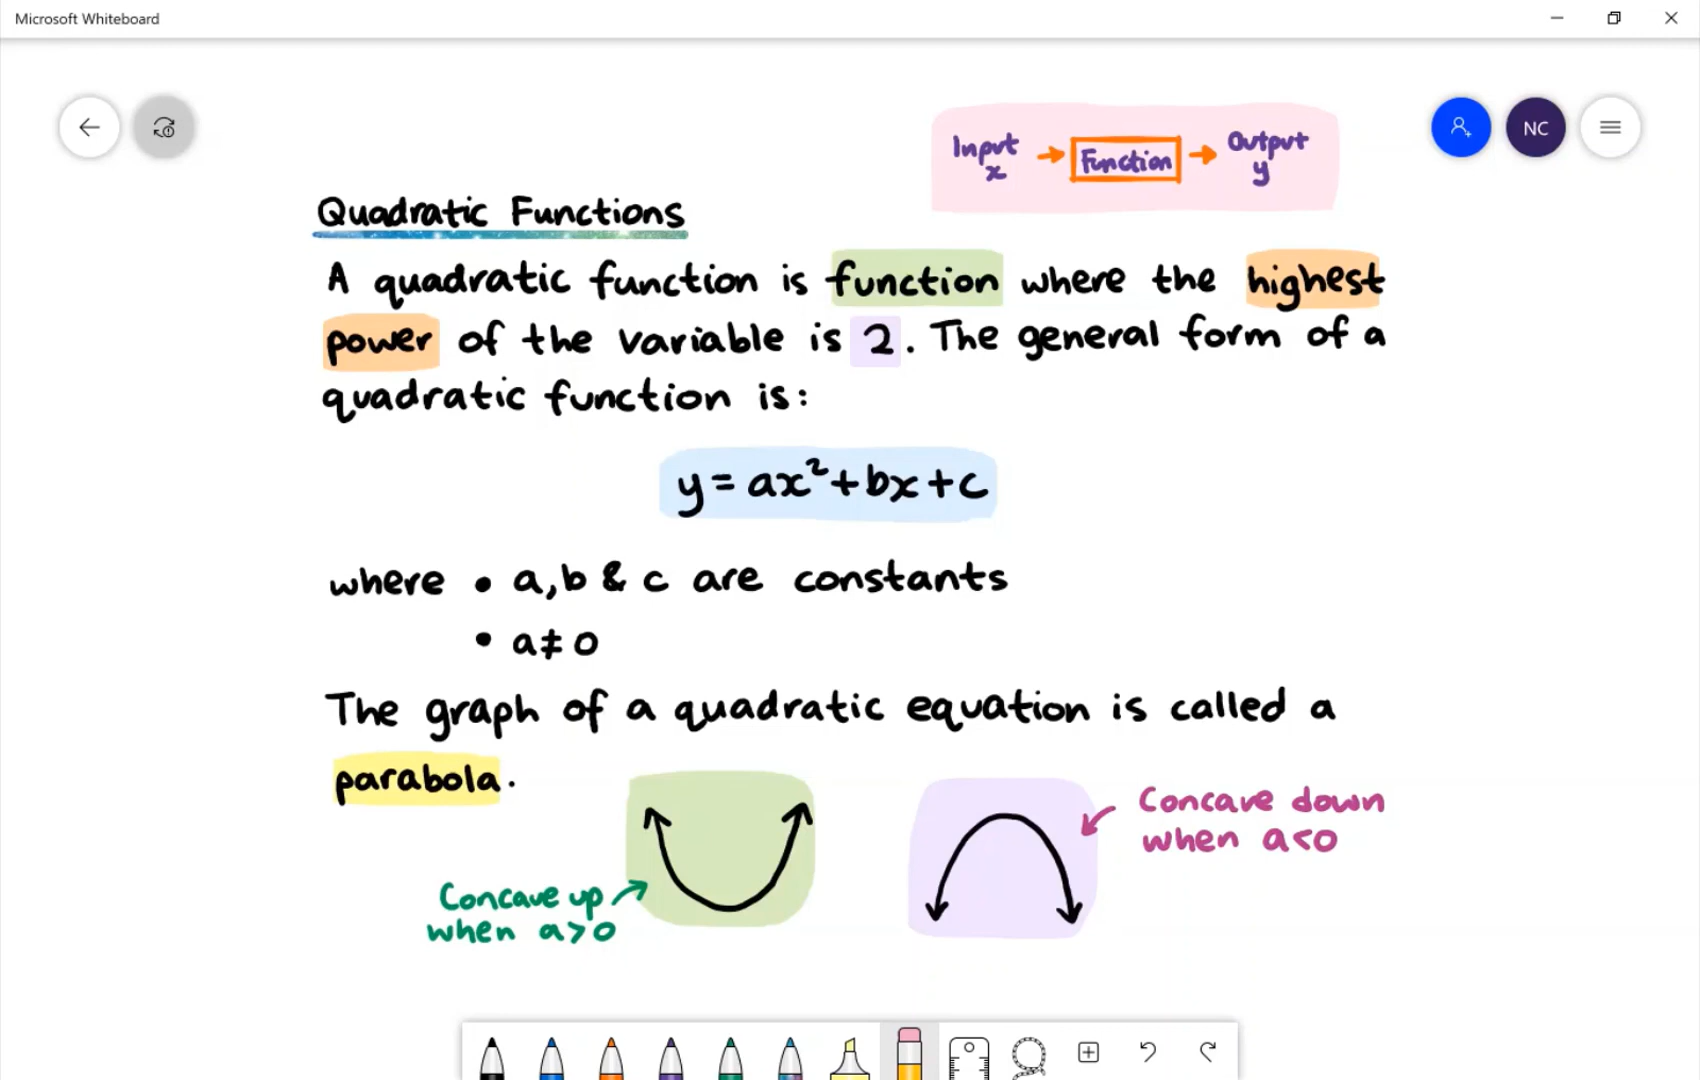 Microsoft Whiteboard
Input x → Function → Output y
NC
Quadratic Functions
A quadratic function is function where the highest
power of the variable is 2. The general form of a
quadratic function is:
y = ax²+bx+c
where • a,b & c are constants
• a≠0
The graph of a quadratic equation is called a
parabola.
Concave down
when a<0
Concave up
when a>0